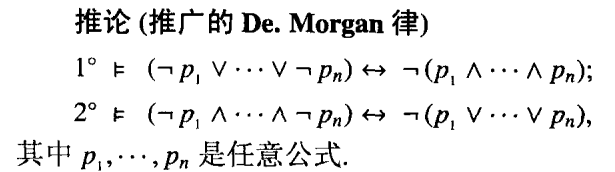 推论 (推广的 De. Morgan 律)
1° ⊨ (¬ p₁ ∨ ⋯ ∨ ¬ pₙ) ↔ ¬ (p₁ ∧ ⋯ ∧ pₙ);
2° ⊨ (¬ p₁ ∧ ⋯ ∧ ¬ pₙ) ↔ ¬ (p₁ ∨ ⋯ ∨ pₙ),
其中 p₁, ⋯, pₙ 是任意公式.